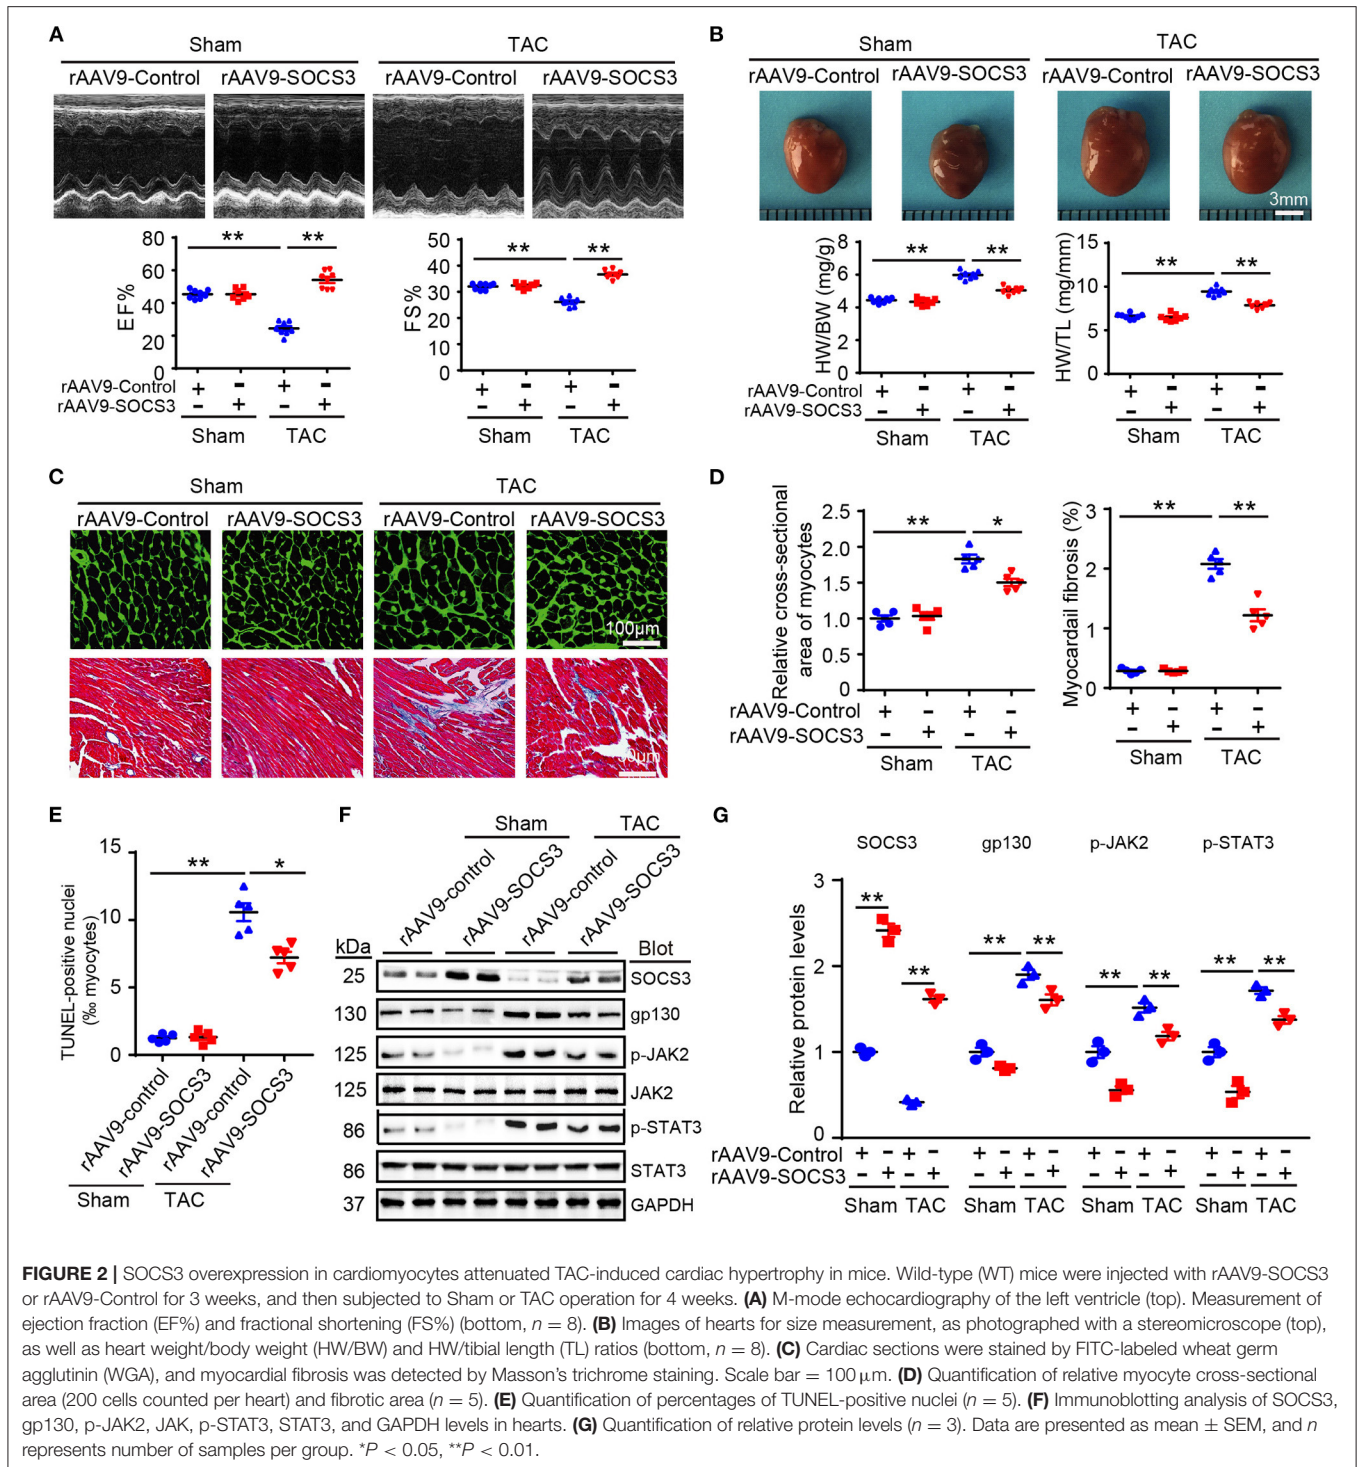 A
Sham TAC
rAAV9-Control rAAV9-SOCS3 rAAV9-Control rAAV9-SOCS3
EF%
80
60
40
20
0
** **
FS%
50
40
30
20
10
0
** **
rAAV9-Control + - + - + - + -
rAAV9-SOCS3 - + - + - + - +
Sham TAC Sham TAC
B
Sham TAC
rAAV9-Control rAAV9-SOCS3 rAAV9-Control rAAV9-SOCS3
3mm
HW/BW (mg/g)
8
6
4
2
0
** **
HW/TL (mg/mm)
15
10
5
0
** **
rAAV9-Control + - + - + - + -
rAAV9-SOCS3 - + - + - + - +
Sham TAC Sham TAC
C
Sham TAC
rAAV9-Control rAAV9-SOCS3 rAAV9-Control rAAV9-SOCS3
100μm
D
Relative cross-sectional
area of myocytes
2.5
2.0
1.5
1.0
0.5
0
** *
Myocardail fibrosis (%)
3
2
1
0
** **
rAAV9-Control + - + - + - + -
rAAV9-SOCS3 - + - + - + - +
Sham TAC Sham TAC
E
TUNEL-positive nuclei
(‰ myocytes)
15
10
5
0
** *
rAAV9-control
rAAV9-SOCS3
rAAV9-control
rAAV9-SOCS3
Sham TAC
F
Sham TAC
rAAV9-control
rAAV9-SOCS3
rAAV9-control
rAAV9-SOCS3
kDa Blot
25 SOCS3
130 gp130
125 p-JAK2
125 JAK2
86 p-STAT3
86 STAT3
37 GAPDH
G
SOCS3 gp130 p-JAK2 p-STAT3
Relative protein levels
3
2
1
0
** ** ** ** ** ** ** **
rAAV9-Control + - + - + - + - + - + - + - + -
rAAV9-SOCS3 - + - + - + - + - + - + - + - +
Sham TAC Sham TAC Sham TAC Sham TAC
FIGURE 2 | SOCS3 overexpression in cardiomyocytes attenuated TAC-induced cardiac hypertrophy in mice. Wild-type (WT) mice were injected with rAAV9-SOCS3
or rAAV9-Control for 3 weeks, and then subjected to Sham or TAC operation for 4 weeks. (A) M-mode echocardiography of the left ventricle (top). Measurement of
ejection fraction (EF%) and fractional shortening (FS%) (bottom, n = 8). (B) Images of hearts for size measurement, as photographed with a stereomicroscope (top),
as well as heart weight/body weight (HW/BW) and HW/tibial length (TL) ratios (bottom, n = 8). (C) Cardiac sections were stained by FITC-labeled wheat germ
agglutinin (WGA), and myocardial fibrosis was detected by Masson's trichrome staining. Scale bar = 100 μm. (D) Quantification of relative myocyte cross-sectional
area (200 cells counted per heart) and fibrotic area (n = 5). (E) Quantification of percentages of TUNEL-positive nuclei (n = 5). (F) Immunoblotting analysis of SOCS3,
gp130, p-JAK2, JAK, p-STAT3, STAT3, and GAPDH levels in hearts. (G) Quantification of relative protein levels (n = 3). Data are presented as mean ± SEM, and n
represents number of samples per group. *P < 0.05, **P < 0.01.